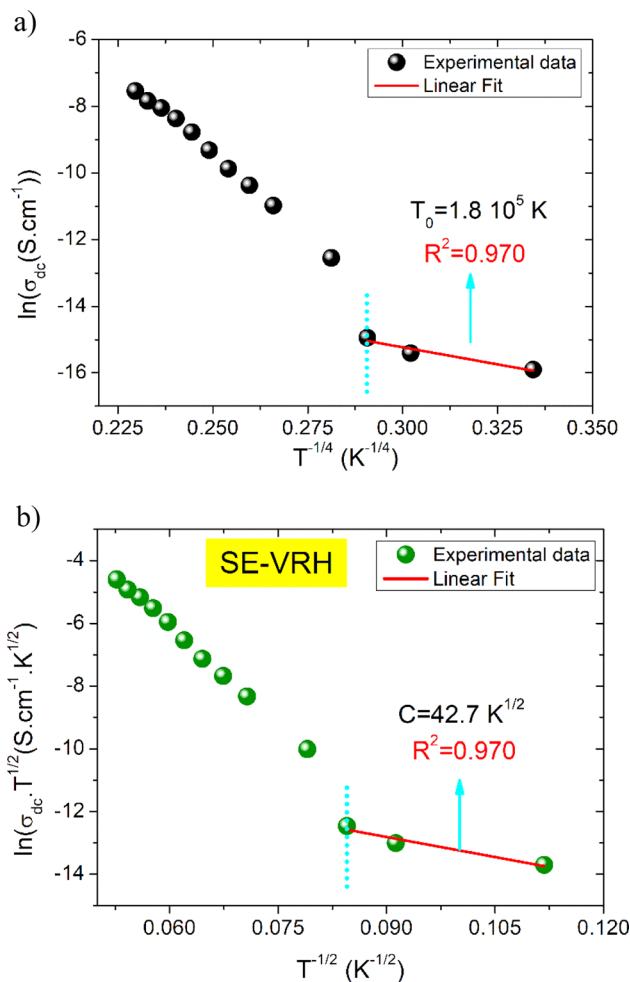 a)
-6
-8
-10
-12
-14
-16
ln(σdc(S.cm⁻¹))
Experimental data
Linear Fit
T₀=1.8 10⁵ K
R²=0.970
0.225 0.250 0.275 0.300 0.325 0.350
T⁻¹/⁴ (K⁻¹/⁴)
b)
-4
-6
-8
-10
-12
-14
ln(σdc.T¹/²(S.cm⁻¹.K¹/²)
SE-VRH
Experimental data
Linear Fit
C=42.7 K¹/²
R²=0.970
0.060 0.075 0.090 0.105 0.120
T⁻¹/² (K⁻¹/²)